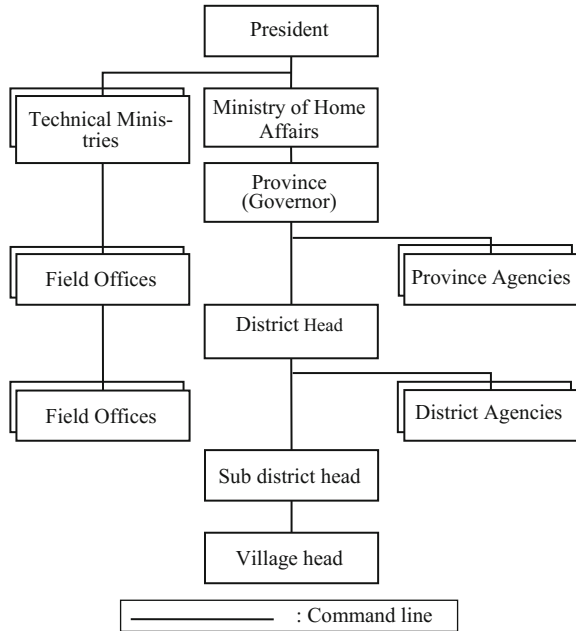 President
Technical Minis-
tries
Ministry of Home
Affairs
Province
(Governor)
Field Offices
Province Agencies
District Head
Field Offices
District Agencies
Sub district head
Village head
: Command line